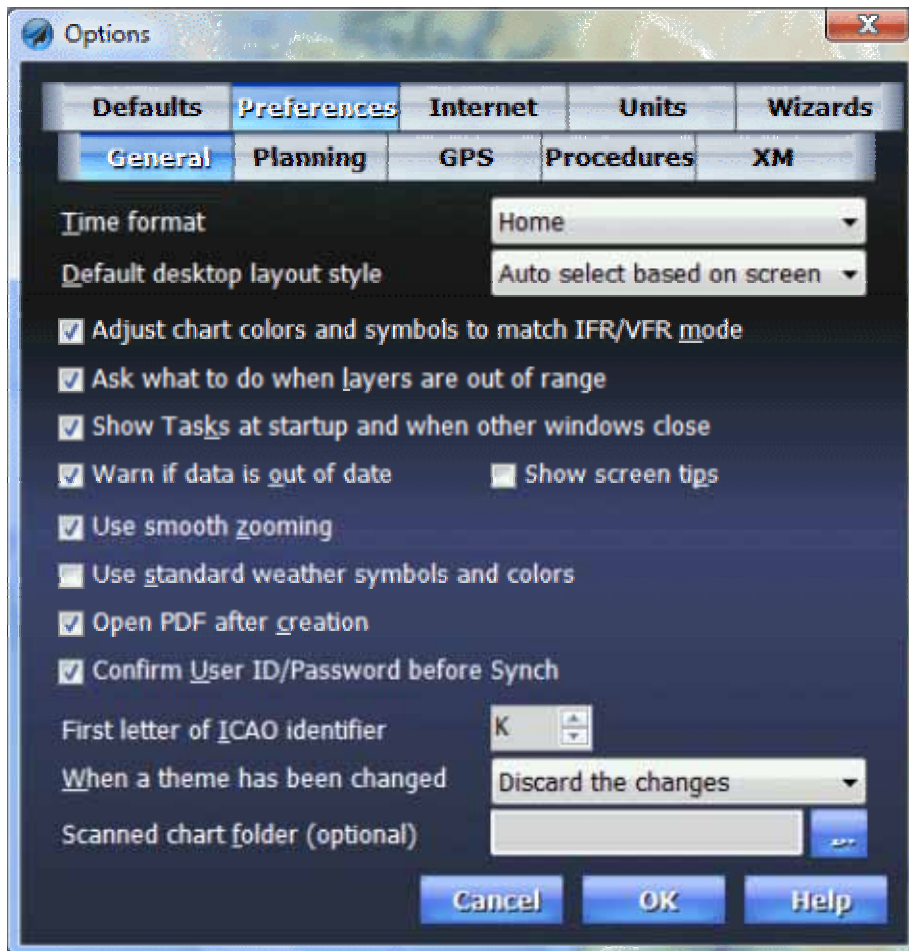 Options
Defaults Preferences Internet Units Wizards
General Planning GPS Procedures XM
Time format Home
Default desktop layout style Auto select based on screen
Adjust chart colors and symbols to match IFR/VFR mode
Ask what to do when layers are out of range
Show Tasks at startup and when other windows close
Warn if data is out of date Show screen tips
Use smooth zooming
Use standard weather symbols and colors
Open PDF after creation
Confirm User ID/Password before Synch
First letter of ICAO identifier K
When a theme has been changed Discard the changes
Scanned chart folder (optional)
Cancel OK Help